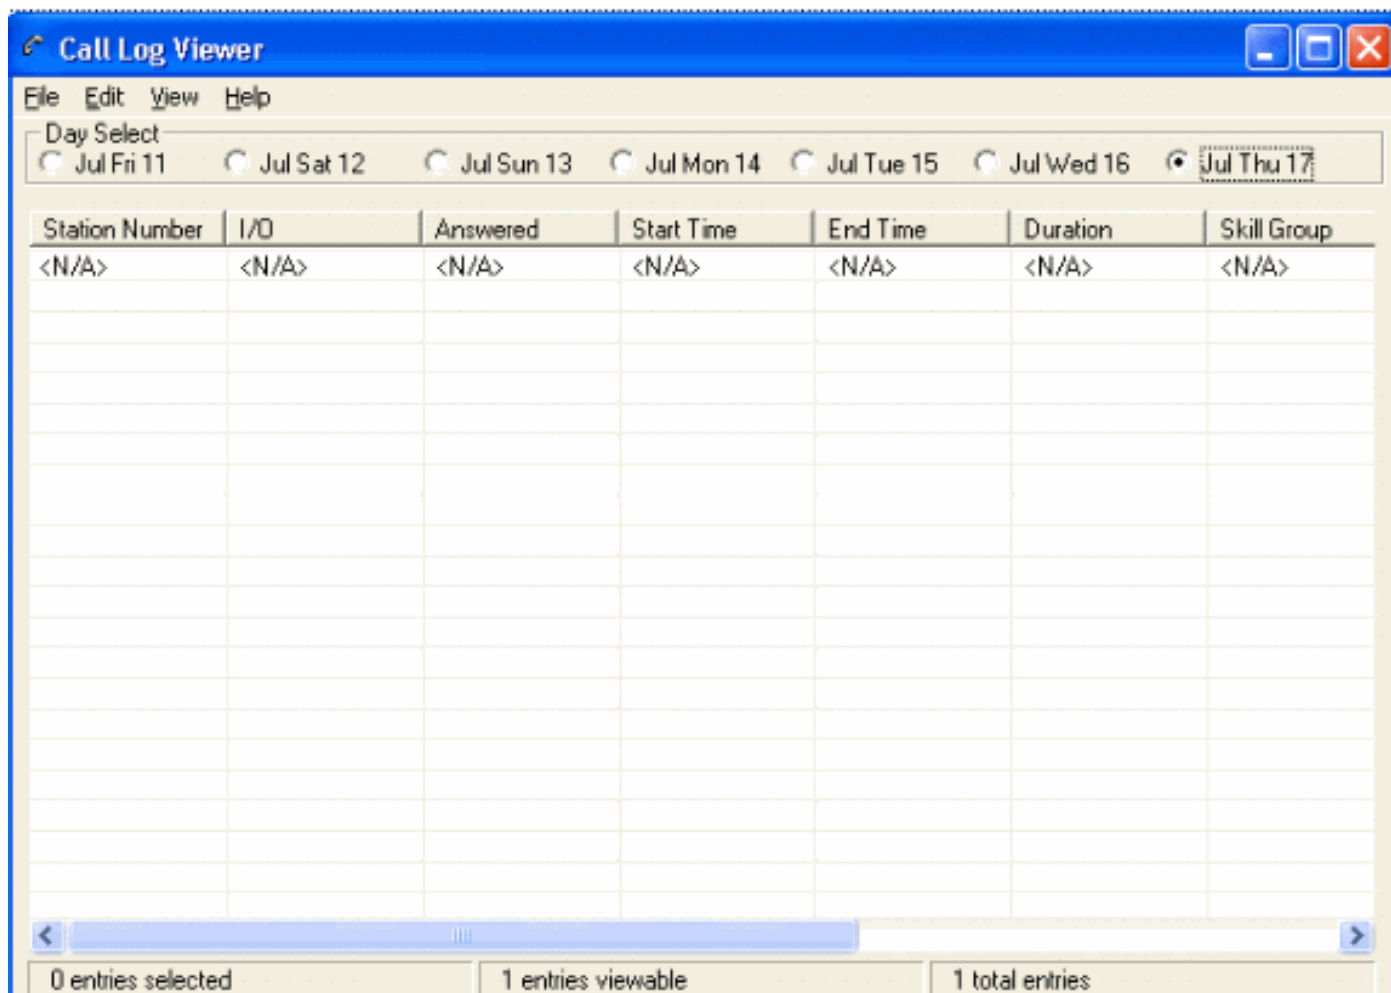 Call Log Viewer
File Edit View Help
Day Select
Jul Fri 11 Jul Sat 12 Jul Sun 13 Jul Mon 14 Jul Tue 15 Jul Wed 16 Jul Thu 17
Station Number I/O Answered Start Time End Time Duration Skill Group
<N/A> <N/A> <N/A> <N/A> <N/A> <N/A> <N/A>
0 entries selected 1 entries viewable 1 total entries